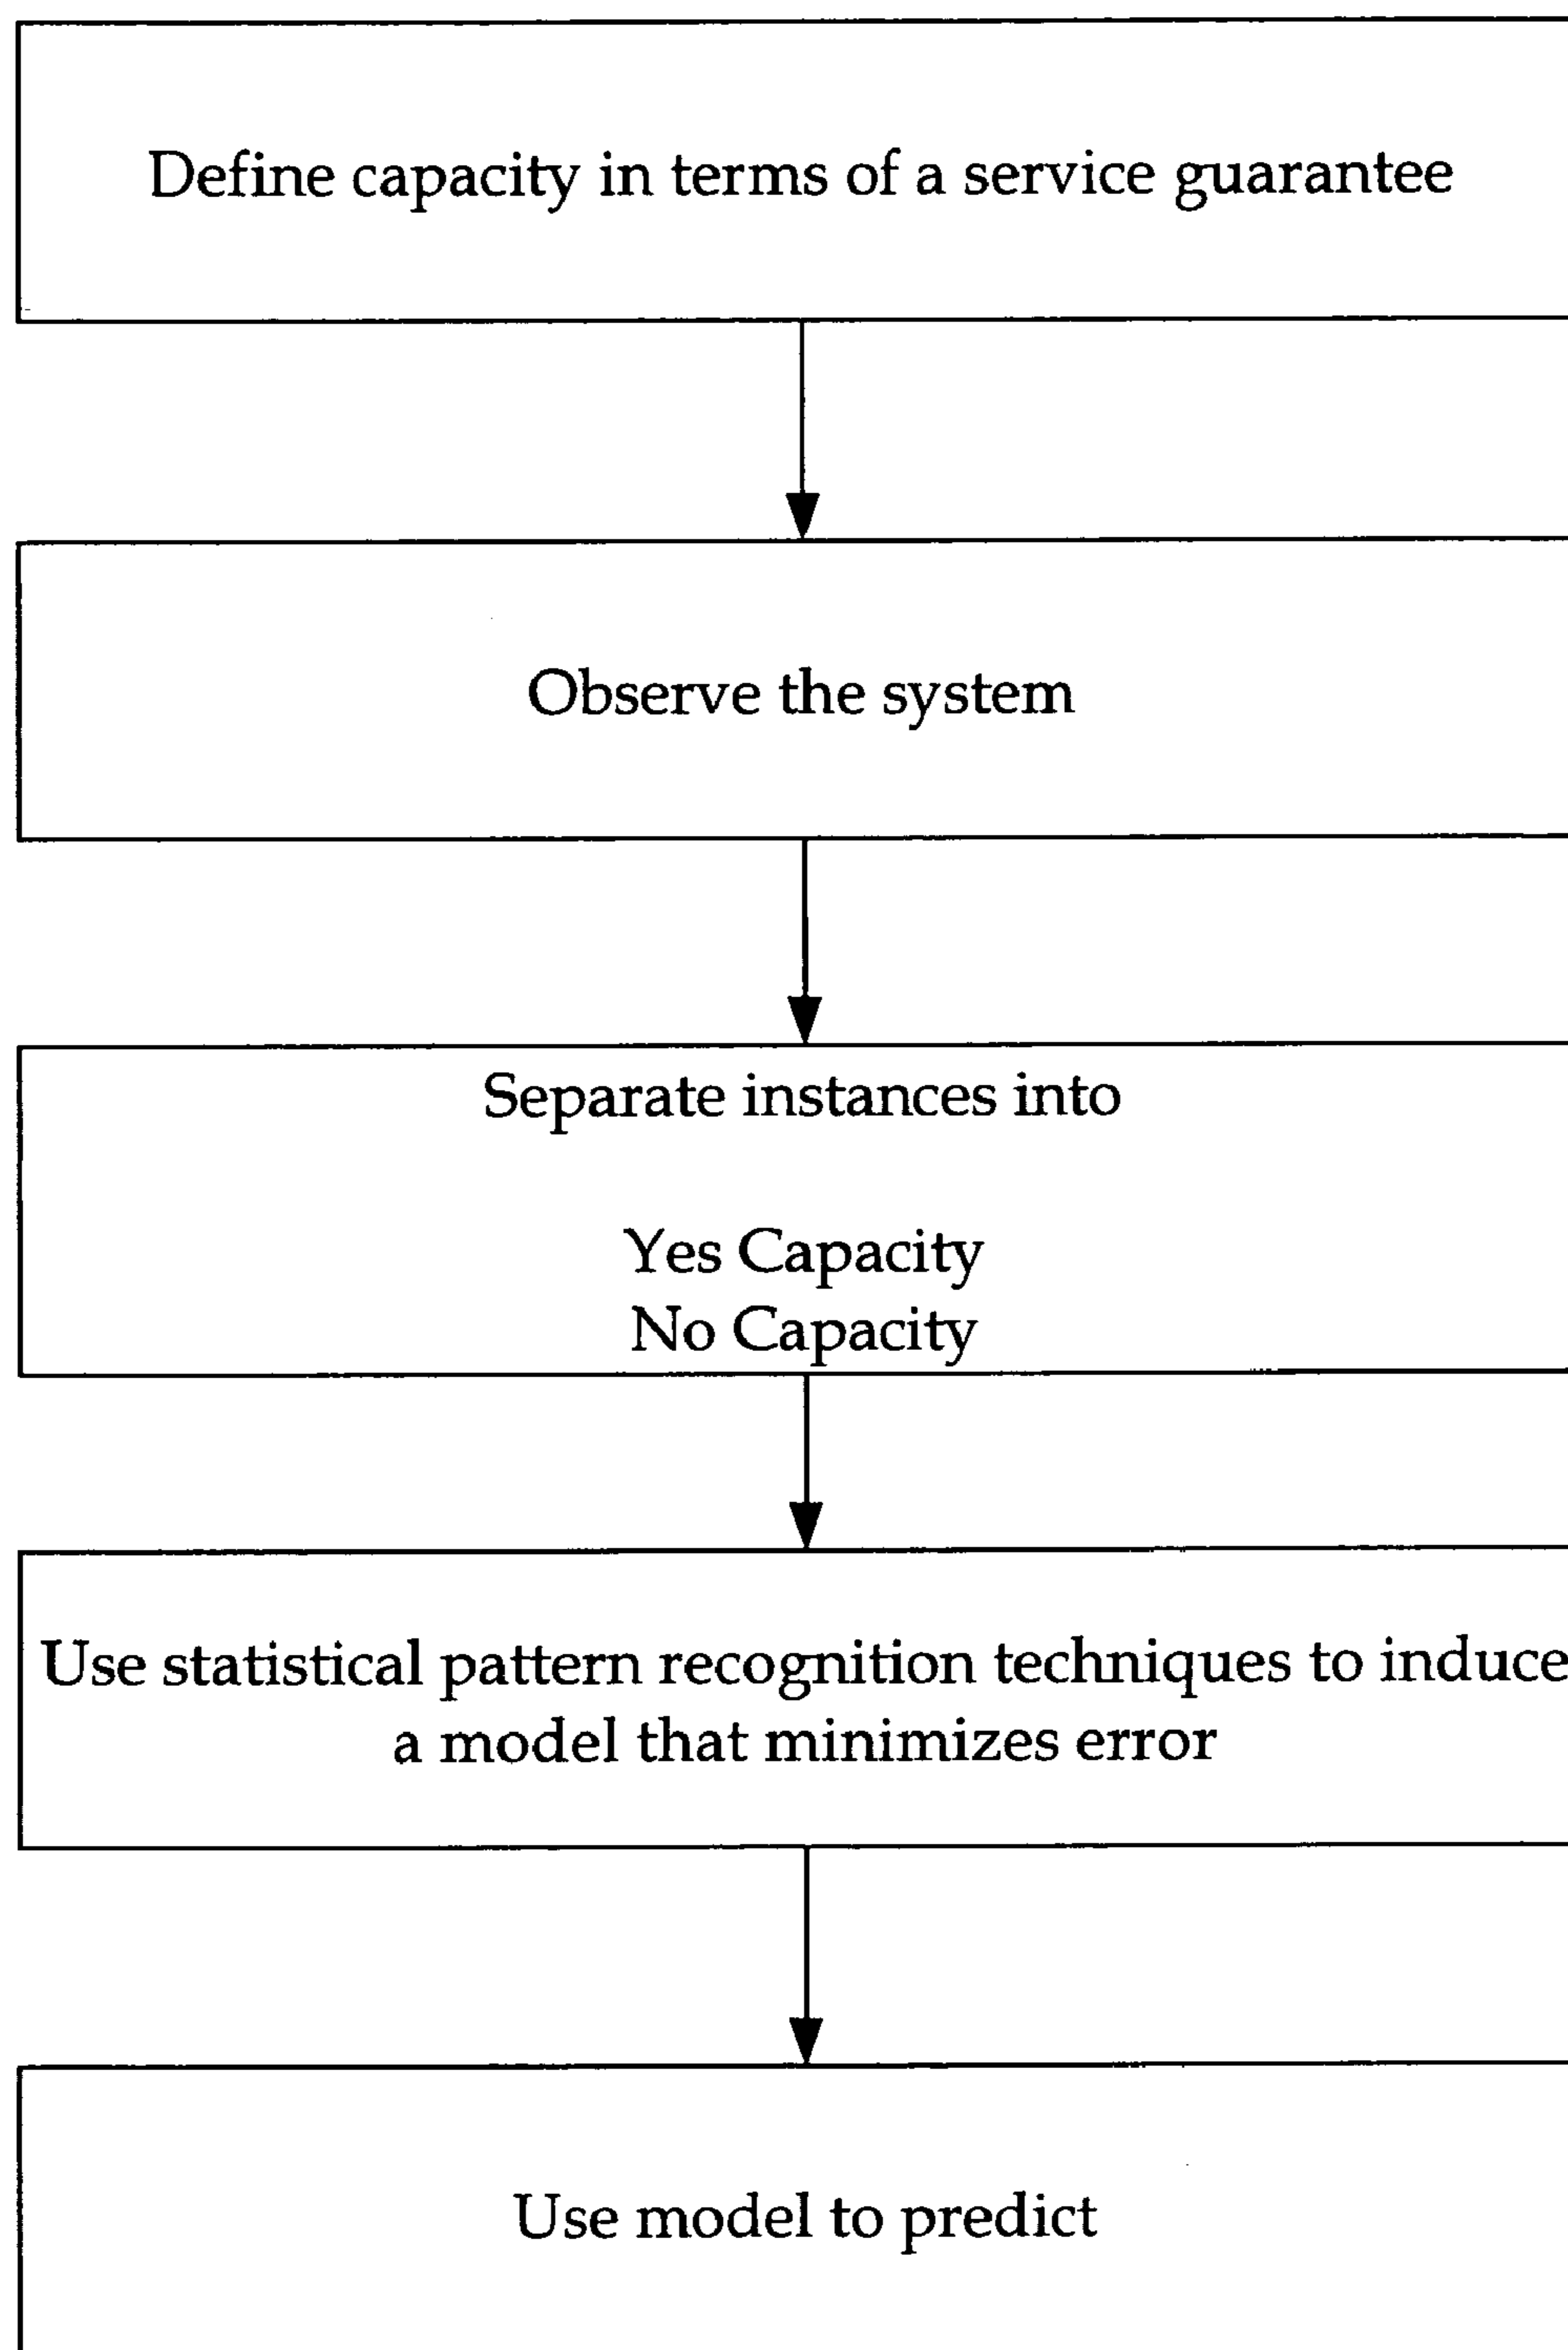 Define capacity in terms of a service guarantee
Observe the system
Separate instances into
Yes Capacity
No Capacity
Use statistical pattern recognition techniques to induce
a model that minimizes error
Use model to predict